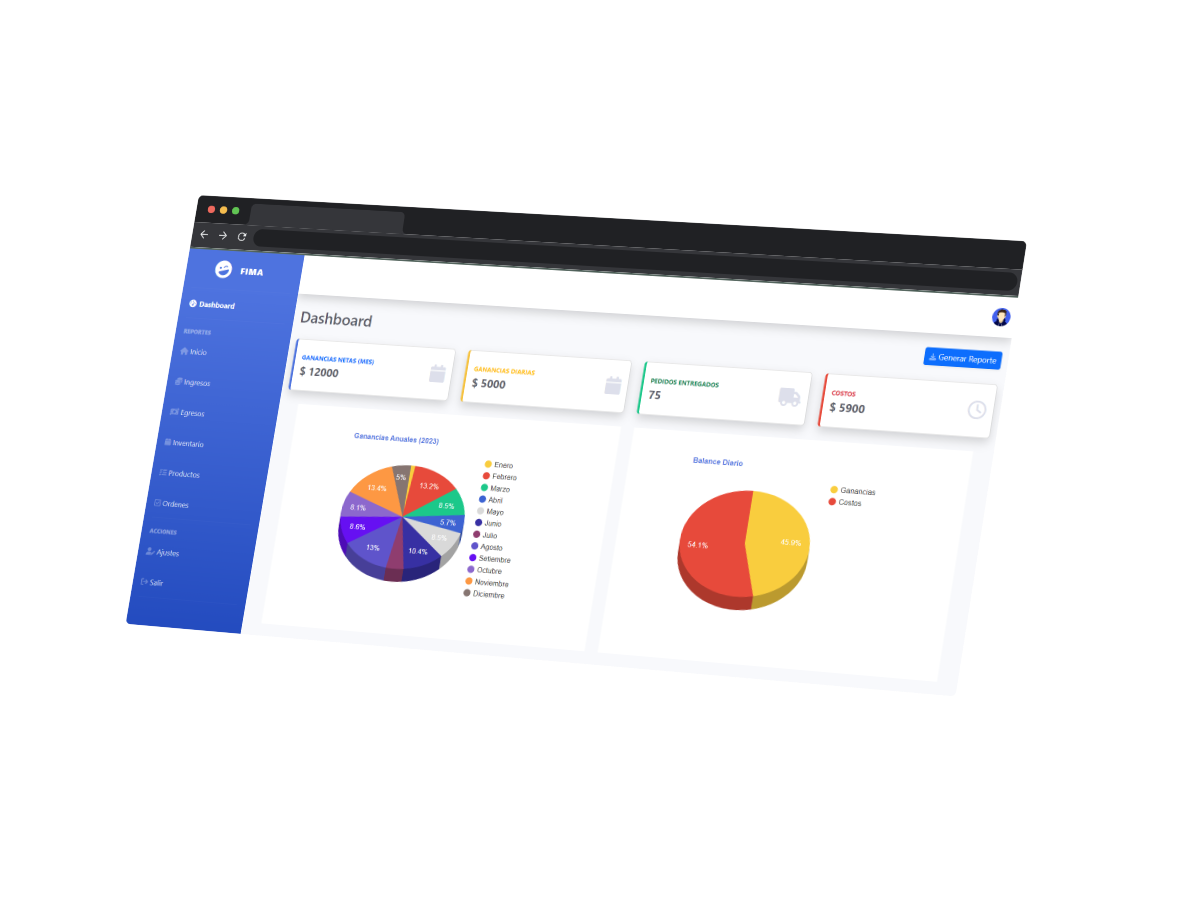 FIMA
Dashboard
REPORTES
Inicio
Ingresos
Egresos
Inventario
Productos
Ordenes
ACCIONES
Ajustes
Salir
Dashboard
Generar Reporte
GANANCIAS NETAS (MES)
$ 12000
GANANCIAS DIARIAS
$ 5000
PEDIDOS ENTREGADOS
75
COSTOS
$ 5900
Ganancias Anuales (2023)
5%
13.2%
8.5%
5.7%
10.4%
13%
8.6%
8.1%
13.4%
Enero
Febrero
Marzo
Abril
Mayo
Junio
Julio
Agosto
Setiembre
Octubre
Noviembre
Diciembre
Balance Diario
54.1%
45.9%
Ganancias
Costos